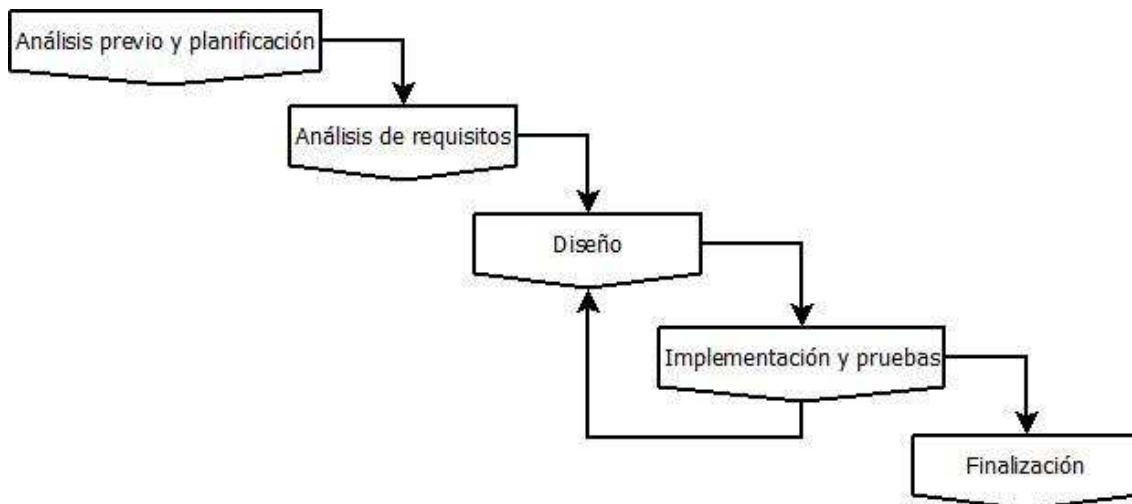 Análisis previo y planificación
Análisis de requisitos
Diseño
Implementación y pruebas
Finalización